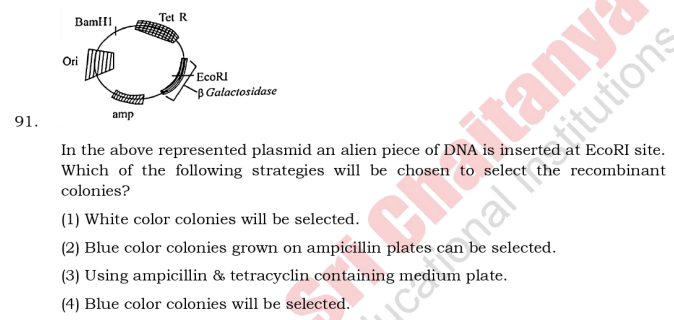 BamH1
Tet R
Ori
EcoRI
β Galactosidase
amp
91.
In the above represented plasmid an alien piece of DNA is inserted at EcoRI site.
Which of the following strategies will be chosen to select the recombinant
colonies?
(1) White color colonies will be selected.
(2) Blue color colonies grown on ampicillin plates can be selected.
(3) Using ampicillin & tetracyclin containing medium plate.
(4) Blue color colonies will be selected.
Sri Chaitanya
ucational Institutions